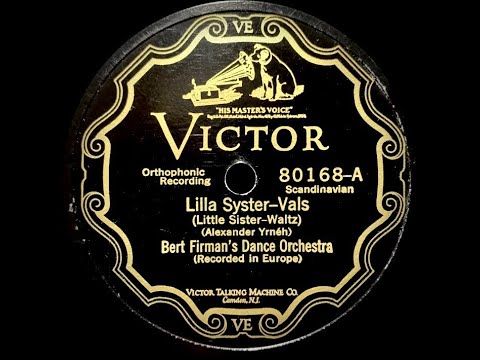 VE
"HIS MASTER'S VOICE"
VICTOR
Orthophonic
Recording
80168-A
Scandinavian
Lilla Syster-Vals
(Little Sister-Waltz)
(Alexander Yrnéh)
Bert Firman's Dance Orchestra
(Recorded in Europe)
VICTOR TALKING MACHINE CO.
Camden, N.J.
VE